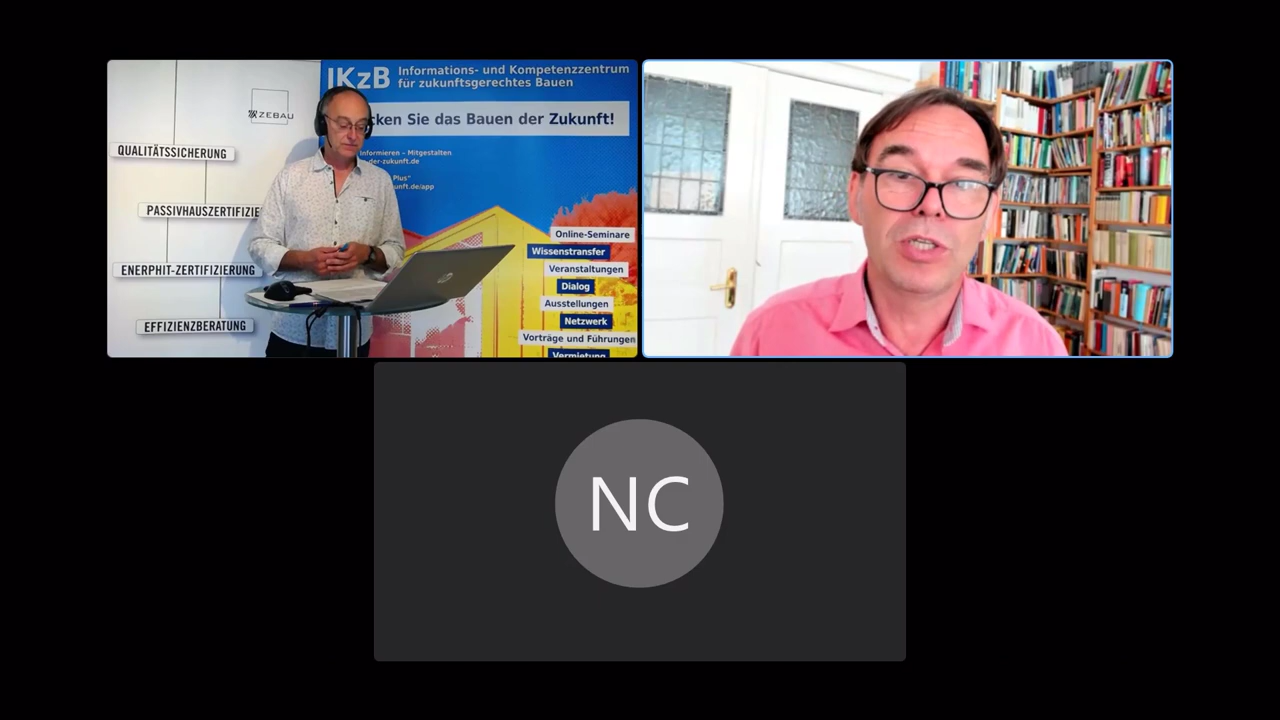 ZEBAU
QUALITÄTSSICHERUNG
PASSIVHAUSZERTIFIZIE
ENERPHIT-ZERTIFIZIERUNG
EFFIZIENZBERATUNG
IKzB Informations- und Kompetenzzentrum
für zukunftsgerechtes Bauen
cken Sie das Bauen der Zukunft!
Informieren – Mitgestalten
-der-zukunft.de
Plus"
unft.de/app
Online-Seminare
Wissenstransfer
Veranstaltungen
Dialog
Ausstellungen
Netzwerk
Vorträge und Führungen
Vermietung
NC